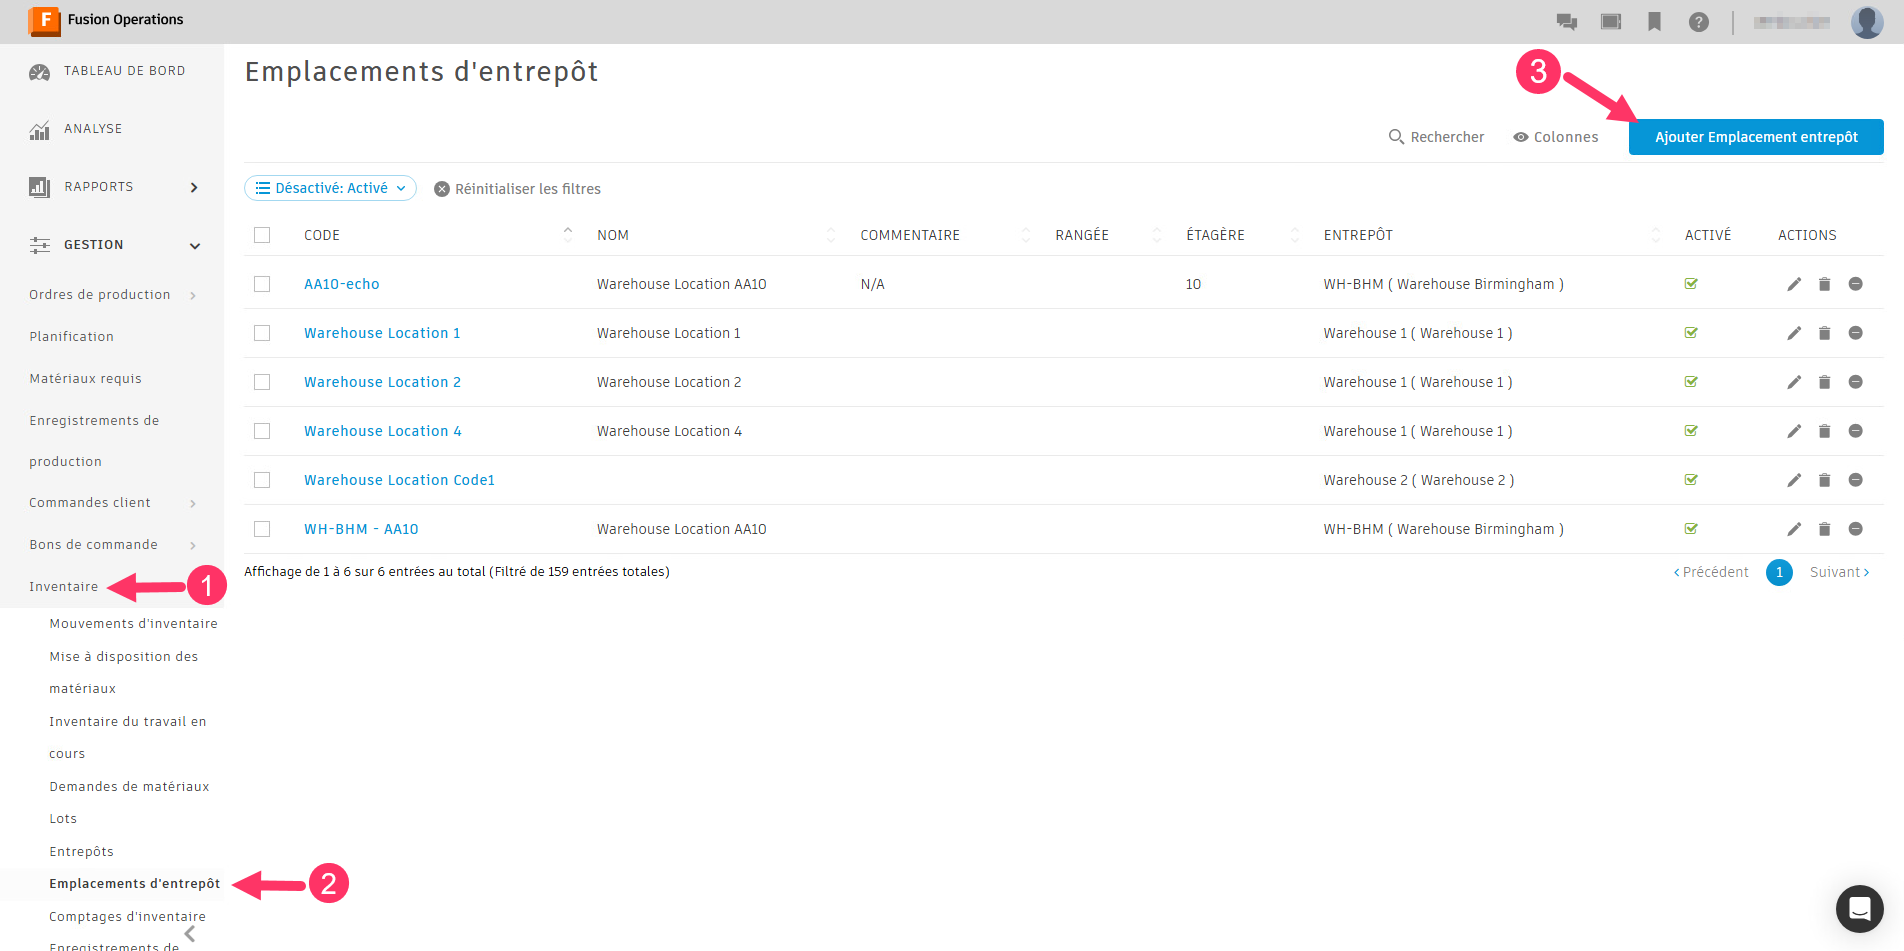 F Fusion Operations
?
TABLEAU DE BORD
ANALYSE
RAPPORTS
GESTION
Ordres de production
Planification
Matériaux requis
Enregistrements de
production
Commandes client
Bons de commande
Inventaire
1
Mouvements d'inventaire
Mise à disposition des
matériaux
Inventaire du travail en
cours
Demandes de matériaux
Lots
Entrepôts
Emplacements d'entrepôt
2
Comptages d'inventaire
Enregistrements de
Emplacements d'entrepôt
3
Rechercher Colonnes Ajouter Emplacement entrepôt
Désactivé: Activé Réinitialiser les filtres
CODE NOM COMMENTAIRE RANGÉE ÉTAGÈRE ENTREPÔT ACTIVÉ ACTIONS
AA10-echo Warehouse Location AA10 N/A 10 WH-BHM ( Warehouse Birmingham )
Warehouse Location 1 Warehouse Location 1 Warehouse 1 ( Warehouse 1 )
Warehouse Location 2 Warehouse Location 2 Warehouse 1 ( Warehouse 1 )
Warehouse Location 4 Warehouse Location 4 Warehouse 1 ( Warehouse 1 )
Warehouse Location Code1 Warehouse 2 ( Warehouse 2 )
WH-BHM - AA10 Warehouse Location AA10 WH-BHM ( Warehouse Birmingham )
Affichage de 1 à 6 sur 6 entrées au total (Filtré de 159 entrées totales)
Précédent 1 Suivant